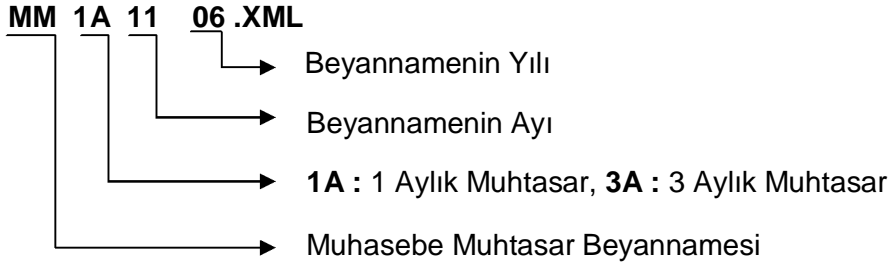 MM 1A 11 06 .XML
Beyannamenin Yılı
Beyannamenin Ayı
1A : 1 Aylık Muhtasar, 3A : 3 Aylık Muhtasar
Muhasebe Muhtasar Beyannamesi